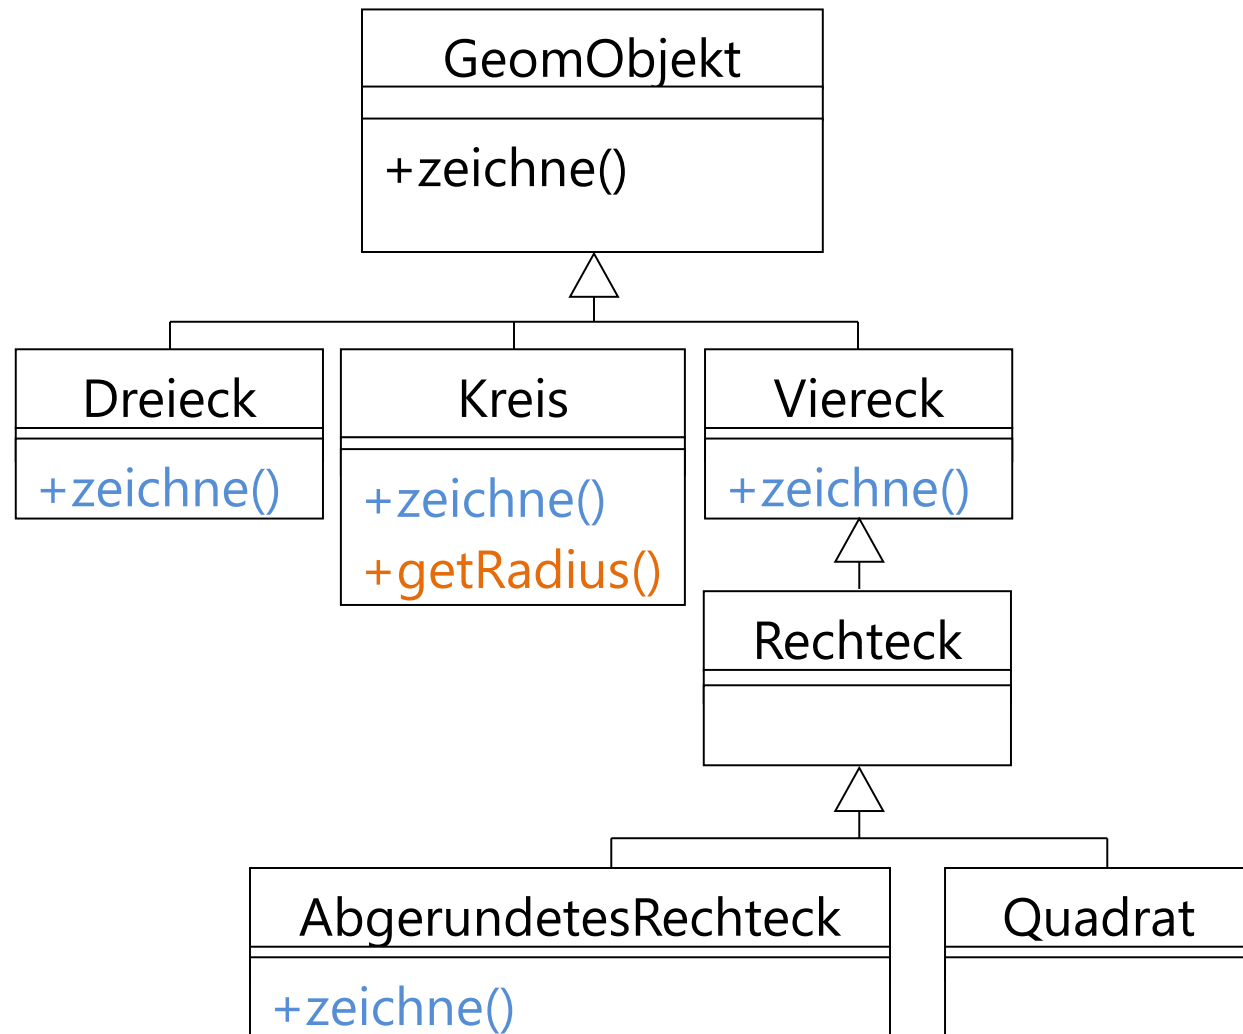 GeomObjekt
+zeichne()
Dreieck
+zeichne()
Kreis
+zeichne()
+getRadius()
Viereck
+zeichne()
Rechteck
AbgerundetesRechteck
+zeichne()
Quadrat